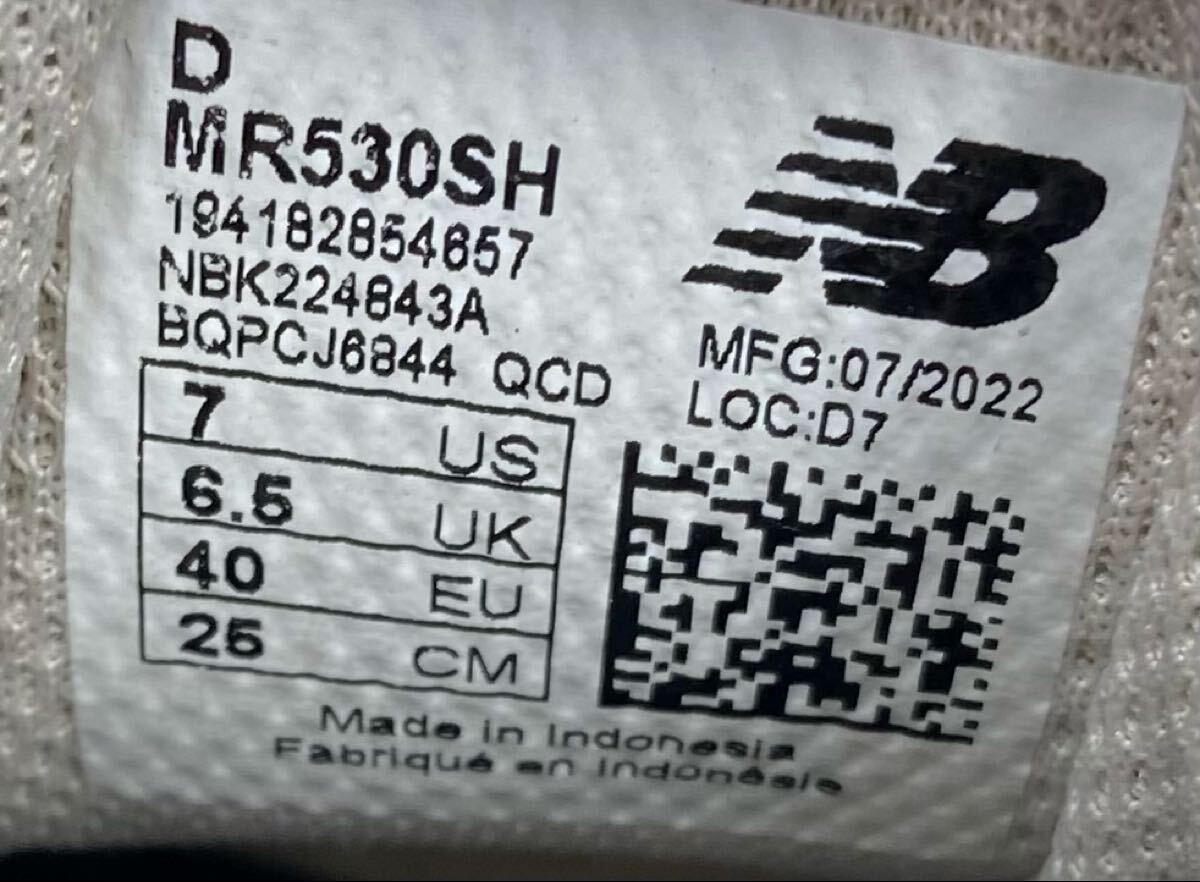 D
MR530SH
194182854657
NBK224843A
BQPCJ6844 QCD
7 US
6.5 UK
40 EU
25 CM
NB
MFG:07/2022
LOC:D7
Made in Indonesia
Fabriqué en Indonésie